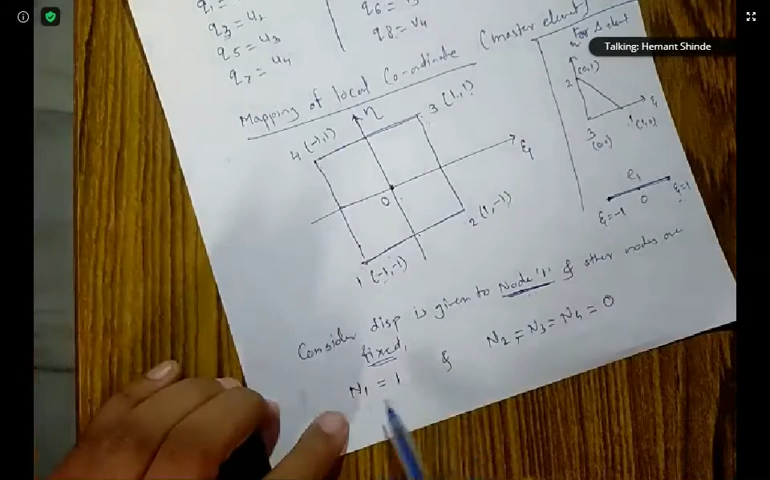 q₁ =
q₃ = u₂
q₅ = u₃
q₇ = u₄
q₆
q₈ = v₄
Mapping of local Co-ordinate (master element)
Talking: Hemant Shinde
for Δ element
4 (-1,1)
η
3 (1,1)
ξ
0
1 (-1,-1)
2 (1,-1)
2 (0,1)
ξ
1 (1,0)
3 (0,0)
e₁
ξ=-1
0
ξ=1
Consider disp is given to Node '1' & other nodes are
fixed,
N₁ = 1 & N₂ = N₃ = N₄ = 0